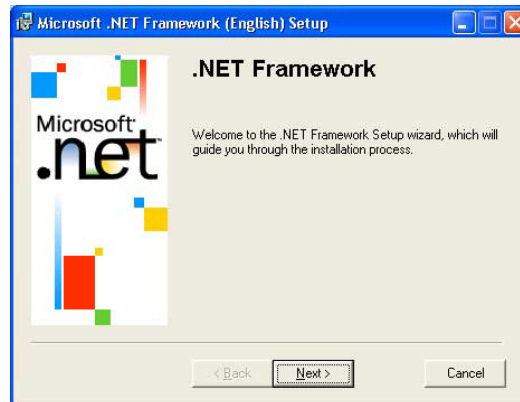 Microsoft .NET Framework (English) Setup
.NET Framework
Microsoft
.net
Welcome to the .NET Framework Setup wizard, which will
guide you through the installation process.
< Back
Next >
Cancel